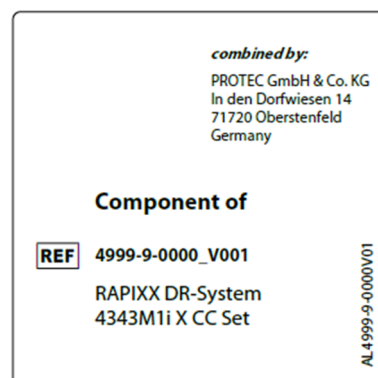 combined by:
PROTEC GmbH & Co. KG
In den Dorfwiesen 14
71720 Oberstenfeld
Germany
Component of
REF 4999-9-0000_V001
RAPIXX DR-System
4343M1i X CC Set
AL4999-9-0000V01